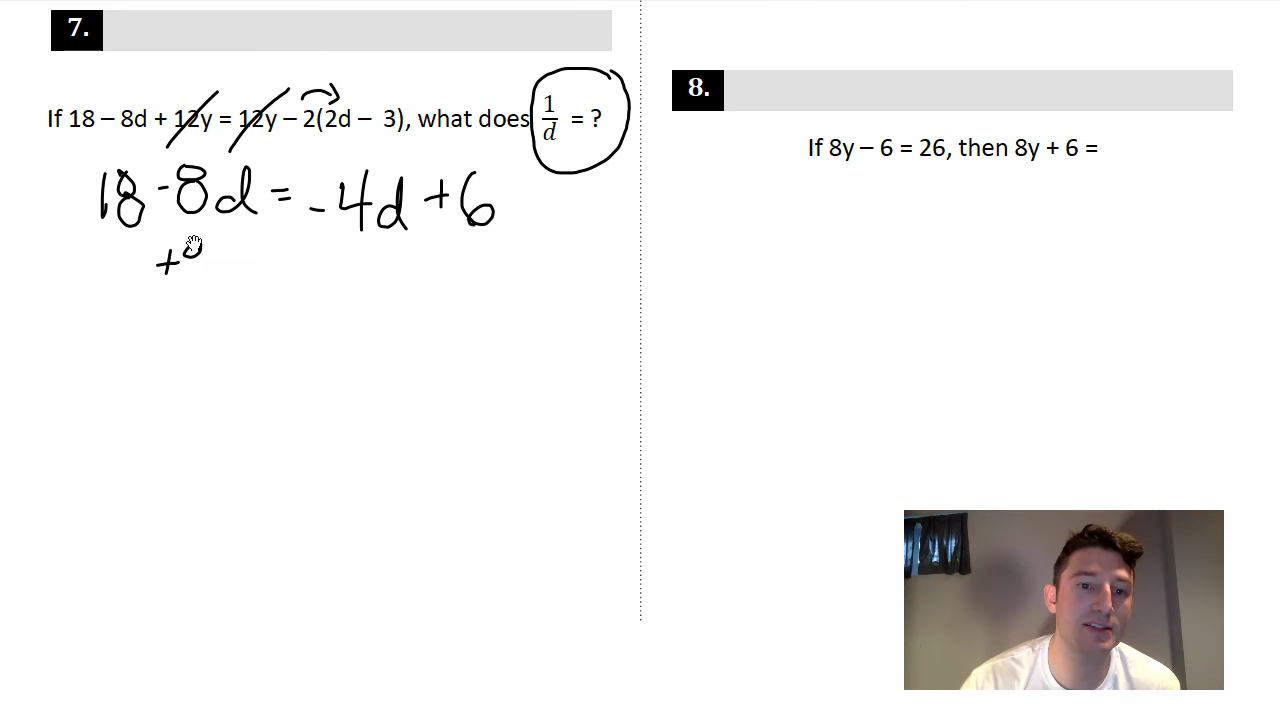 7.
If 18 – 8d + 12y = 12y – 2(2d – 3), what does 1/d = ?
18 - 8d = - 4d + 6
+
8.
If 8y – 6 = 26, then 8y + 6 =